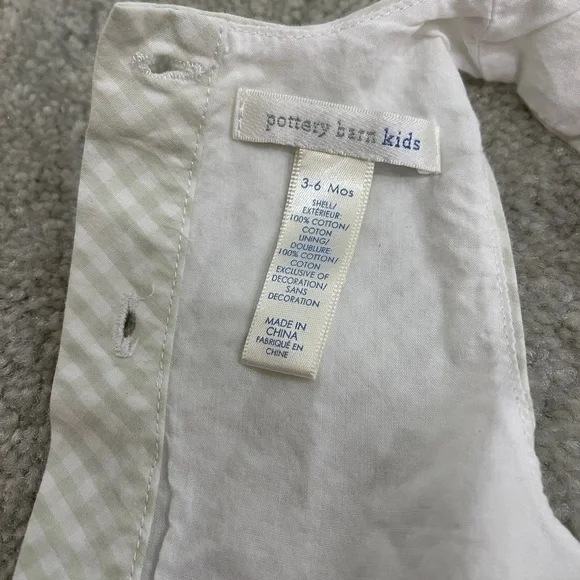 pottery barn kids
3-6 Mos
SHELL/
EXTÉRIEUR:
100% COTTON/
COTON
LINING/
DOUBLURE:
100% COTTON/
COTON
EXCLUSIVE OF
DECORATION/
SANS
DECORATION
MADE IN
CHINA
FABRIQUÉ EN
CHINE